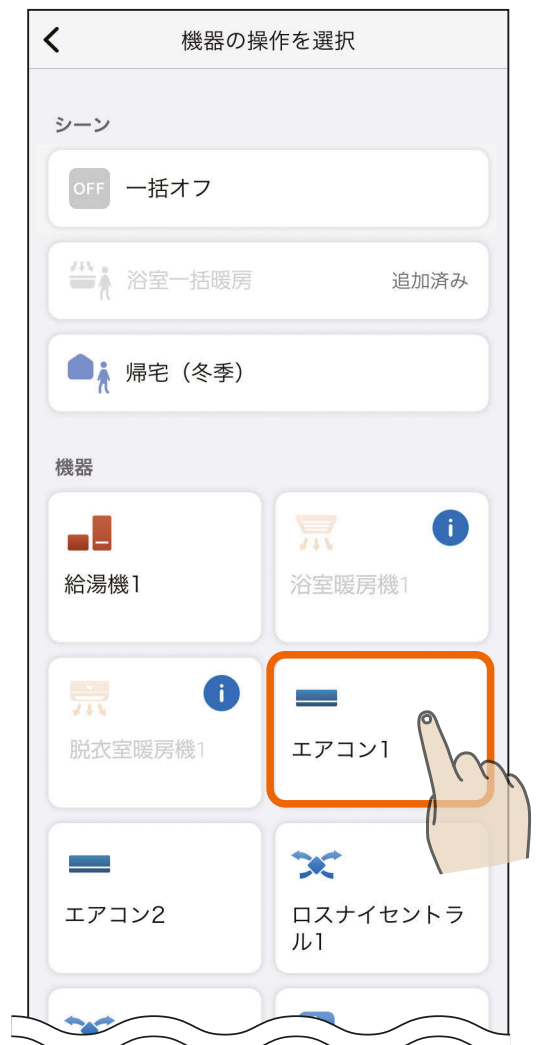 機器の操作を選択
シーン
OFF 一括オフ
浴室一括暖房 追加済み
帰宅（冬季）
機器
給湯機1
浴室暖房機1
脱衣室暖房機1
エアコン1
エアコン2
ロスナイセントラ
ル1